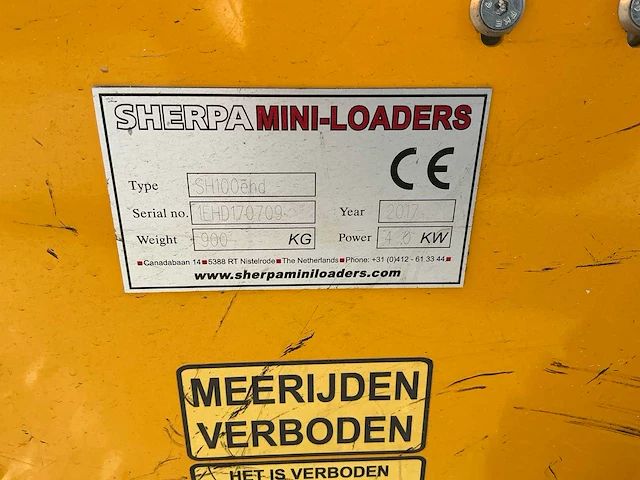 SHERPA MINI-LOADERS
CE
Type SH100ehd
Serial no. 1EHD170709 Year 2017
Weight 900 KG Power 4.0 KW
Canadabaan 14 ■ 5388 RT Nistelrode ■ The Netherlands ■ Phone: +31 (0)412 - 61 33 44
www.sherpaminiloaders.com
MEERIJDEN
VERBODEN
HET IS VERBODEN